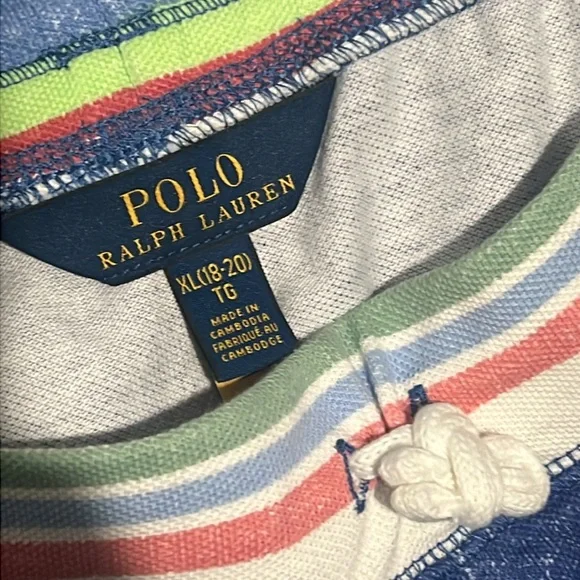 POLO
RALPH LAUREN
XL(18-20)
TG
MADE IN
CAMBODIA
FABRIQUÉ AU
CAMBODGE